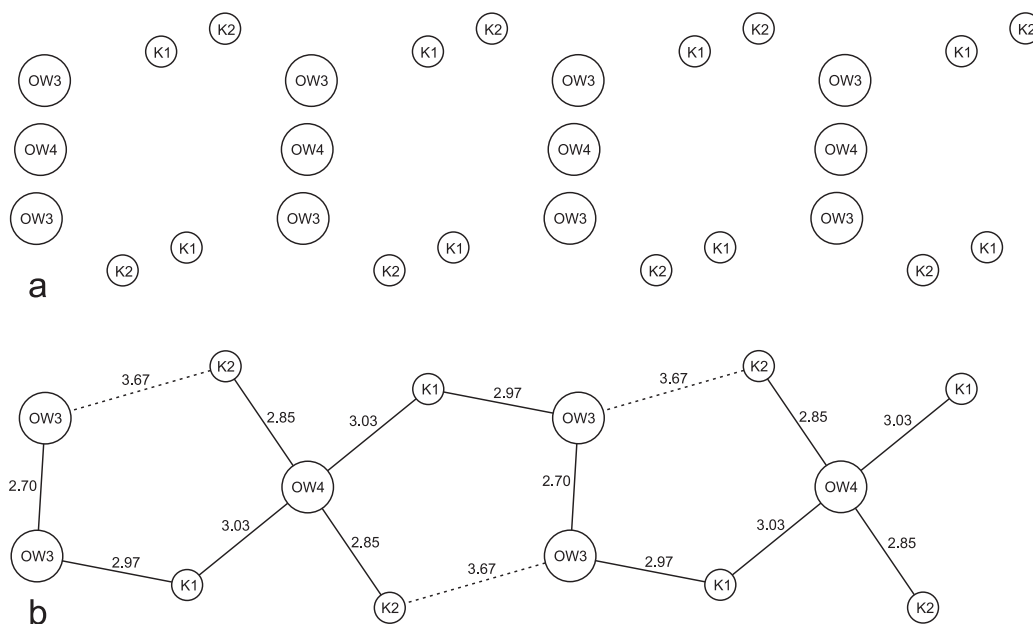 K2 K2 K2 K2
K1 K1 K1 K1
OW3 OW3 OW3 OW3
OW4 OW4 OW4 OW4
OW3 OW3 OW3 OW3
K1 K1 K1 K1
K2 K2 K2 K2
a
K2 K2
3.67 3.67
K1 K1
2.97
OW3 OW3
2.85 3.03 2.85 3.03
2.70 OW4 2.70 OW4
3.03 2.85 3.03 2.85
OW3 OW3
2.97 3.67 2.97
K1 K1
K2 K2
b